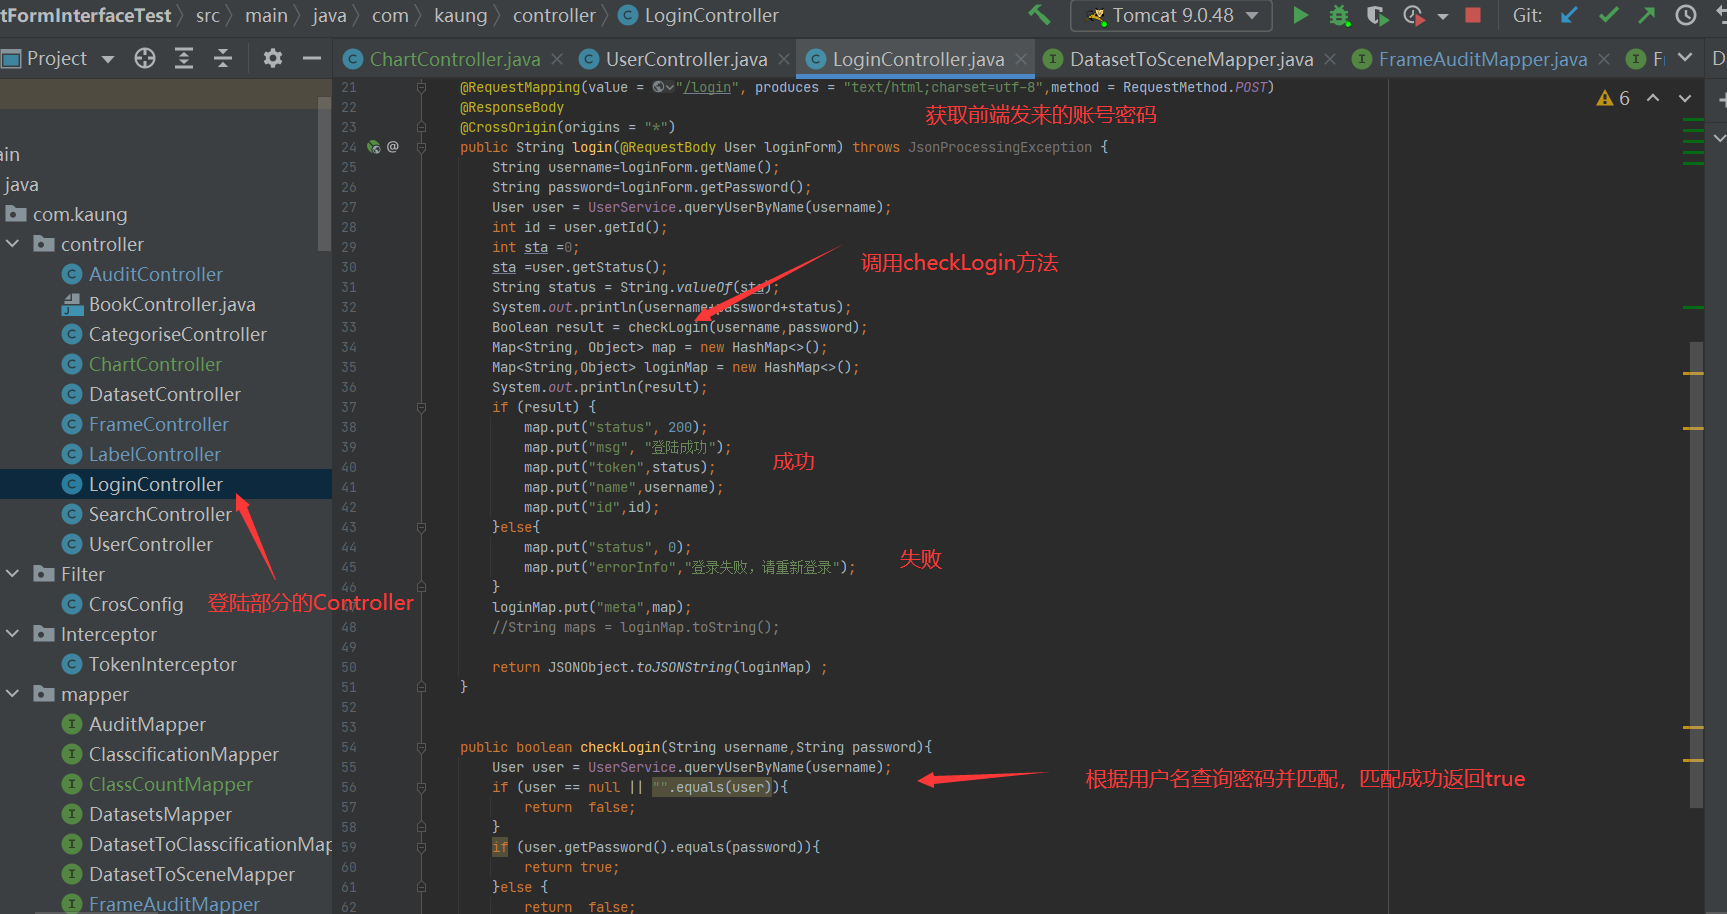 tFormInterfaceTest 〉 src 〉 main 〉 java 〉 com 〉 kaung 〉 controller 〉 LoginController
Tomcat 9.0.48
Git:
Project
ChartController.java
UserController.java
LoginController.java
DatasetToSceneMapper.java
FrameAuditMapper.java
F
D
6
ain
java
com.kaung
controller
AuditController
BookController.java
CategoriseController
ChartController
DatasetController
FrameController
LabelController
LoginController
SearchController
UserController
Filter
CrosConfig
Interceptor
TokenInterceptor
mapper
AuditMapper
ClasscificationMapper
ClassCountMapper
DatasetsMapper
DatasetToClasscificationMap
DatasetToSceneMapper
FrameAuditMapper
登陆部分的Controller
21 @RequestMapping(value = "/login", produces = "text/html;charset=utf-8",method = RequestMethod.POST)
22 @ResponseBody
获取前端发来的账号密码
23 @CrossOrigin(origins = "*")
24 @ public String login(@RequestBody User loginForm) throws JsonProcessingException {
25 String username=loginForm.getName();
26 String password=loginForm.getPassword();
27 User user = UserService.queryUserByName(username);
28 int id = user.getId();
29 int sta =0;
30 sta =user.getStatus();
调用checkLogin方法
31 String status = String.valueOf(sta);
32 System.out.println(username+password+status);
33 Boolean result = checkLogin(username,password);
34 Map<String, Object> map = new HashMap<>();
35 Map<String,Object> loginMap = new HashMap<>();
36 System.out.println(result);
37 if (result) {
38 map.put("status", 200);
39 map.put("msg", "登陆成功");
40 map.put("token",status);
成功
41 map.put("name",username);
42 map.put("id",id);
43 }else{
44 map.put("status", 0);
45 map.put("errorInfo","登录失败，请重新登录");
失败
46 }
loginMap.put("meta",map);
48 //String maps = loginMap.toString();
49
50 return JSONObject.toJSONString(loginMap) ;
51 }
52
53
54 public boolean checkLogin(String username,String password){
55 User user = UserService.queryUserByName(username);
根据用户名查询密码并匹配，匹配成功返回true
56 if (user == null || "".equals(user)){
57 return false;
58 }
59 if (user.getPassword().equals(password)){
60 return true;
61 }else {
62 return false;